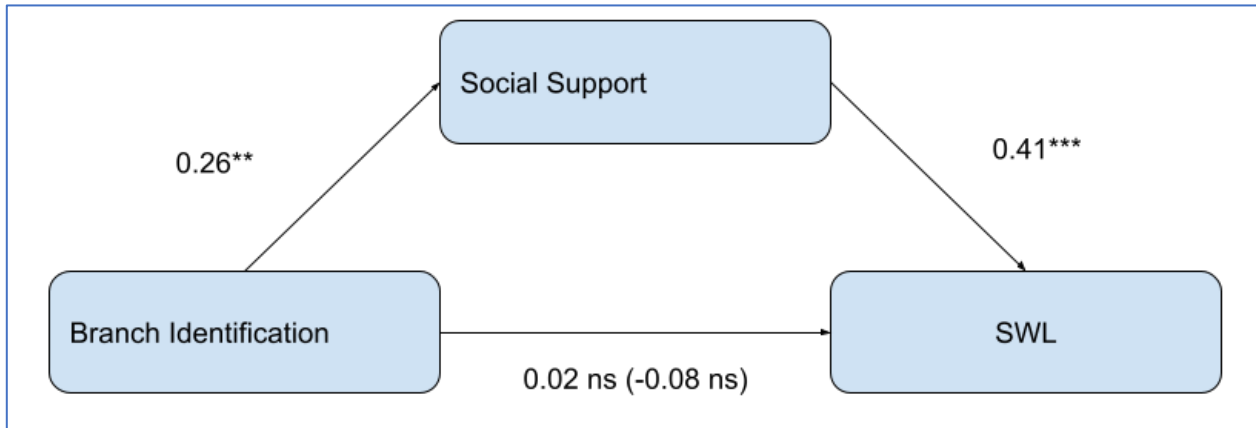 Social Support
0.26**
0.41***
Branch Identification
SWL
0.02 ns (-0.08 ns)